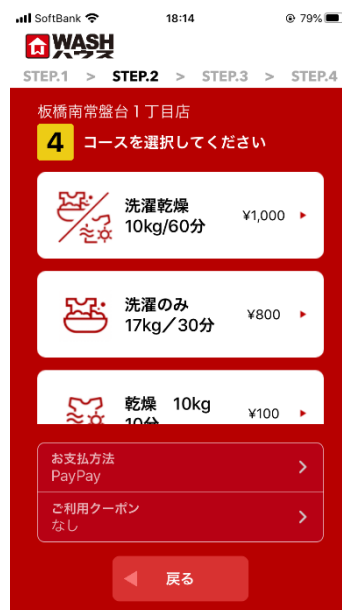 SoftBank 18:14 79%
WASH
ハウス
STEP.1 > STEP.2 > STEP.3 > STEP.4
板橋南常盤台1丁目店
4 コースを選択してください
洗濯乾燥
10kg/60分 ¥1,000
洗濯のみ
17kg/30分 ¥800
乾燥 10kg
10分 ¥100
お支払方法
PayPay
ご利用クーポン
なし
戻る